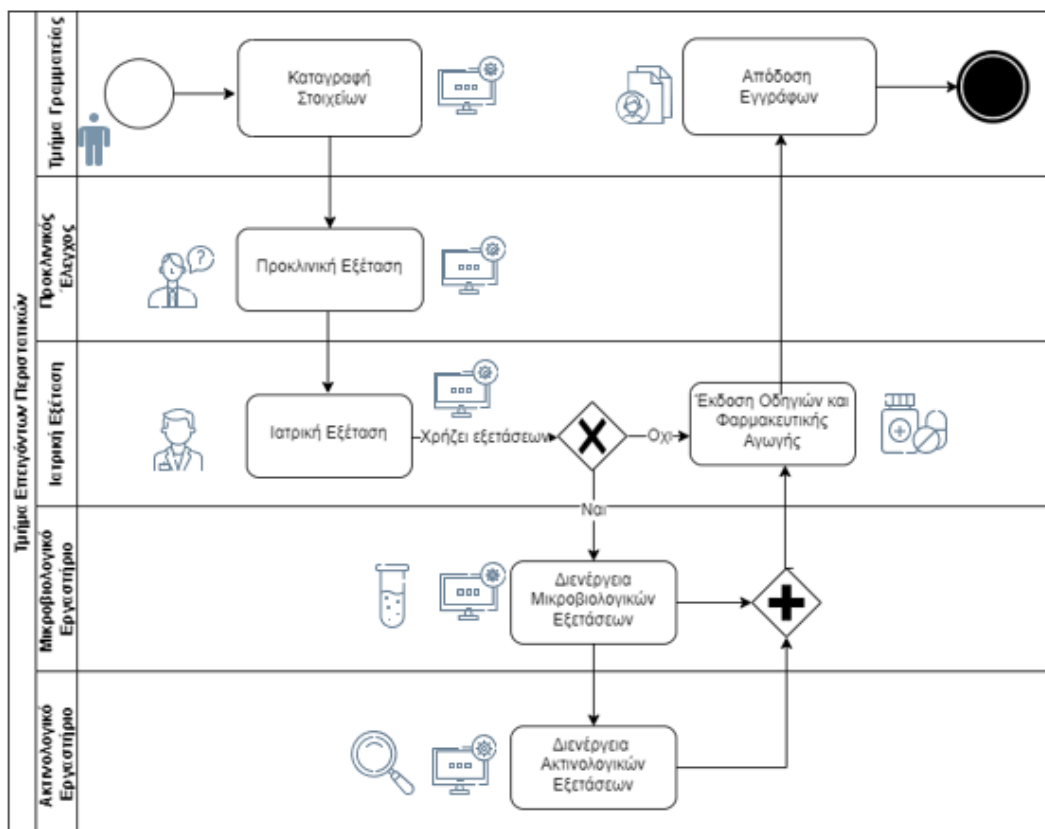 Τμήμα Επειγόντων Περιστατικών
Τμήμα Γραμματείας
Καταγραφή
Στοιχείων
Απόδοση
Εγγράφων
Προκλινικός
Έλεγχος
Προκλινική Εξέταση
?
Ιατρική Εξέταση
Ιατρική Εξέταση
Χρήζει εξετάσεων
Οχι
Έκδοση Οδηγιών και
Φαρμακευτικής
Αγωγής
Ναι
Μικροβιολογικό
Εργαστήριο
Διενέργεια
Μικροβιολογικών
Εξετάσεων
Ακτινολογικό
Εργαστήριο
Διενέργεια
Ακτινολογικών
Εξετάσεων